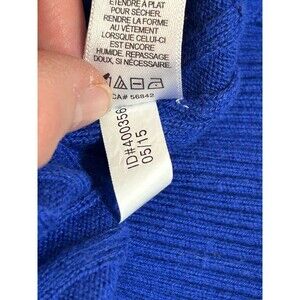 ÉTENDRE À PLAT
POUR SÉCHER.
RENDRE LA FORME
AU VÊTEMENT
LORSQUE CELUI-CI
EST ENCORE
HUMIDE. REPASSAGE
DOUX, SI NÉCESSAIRE.
CA# 56842
ID#400356
05/15